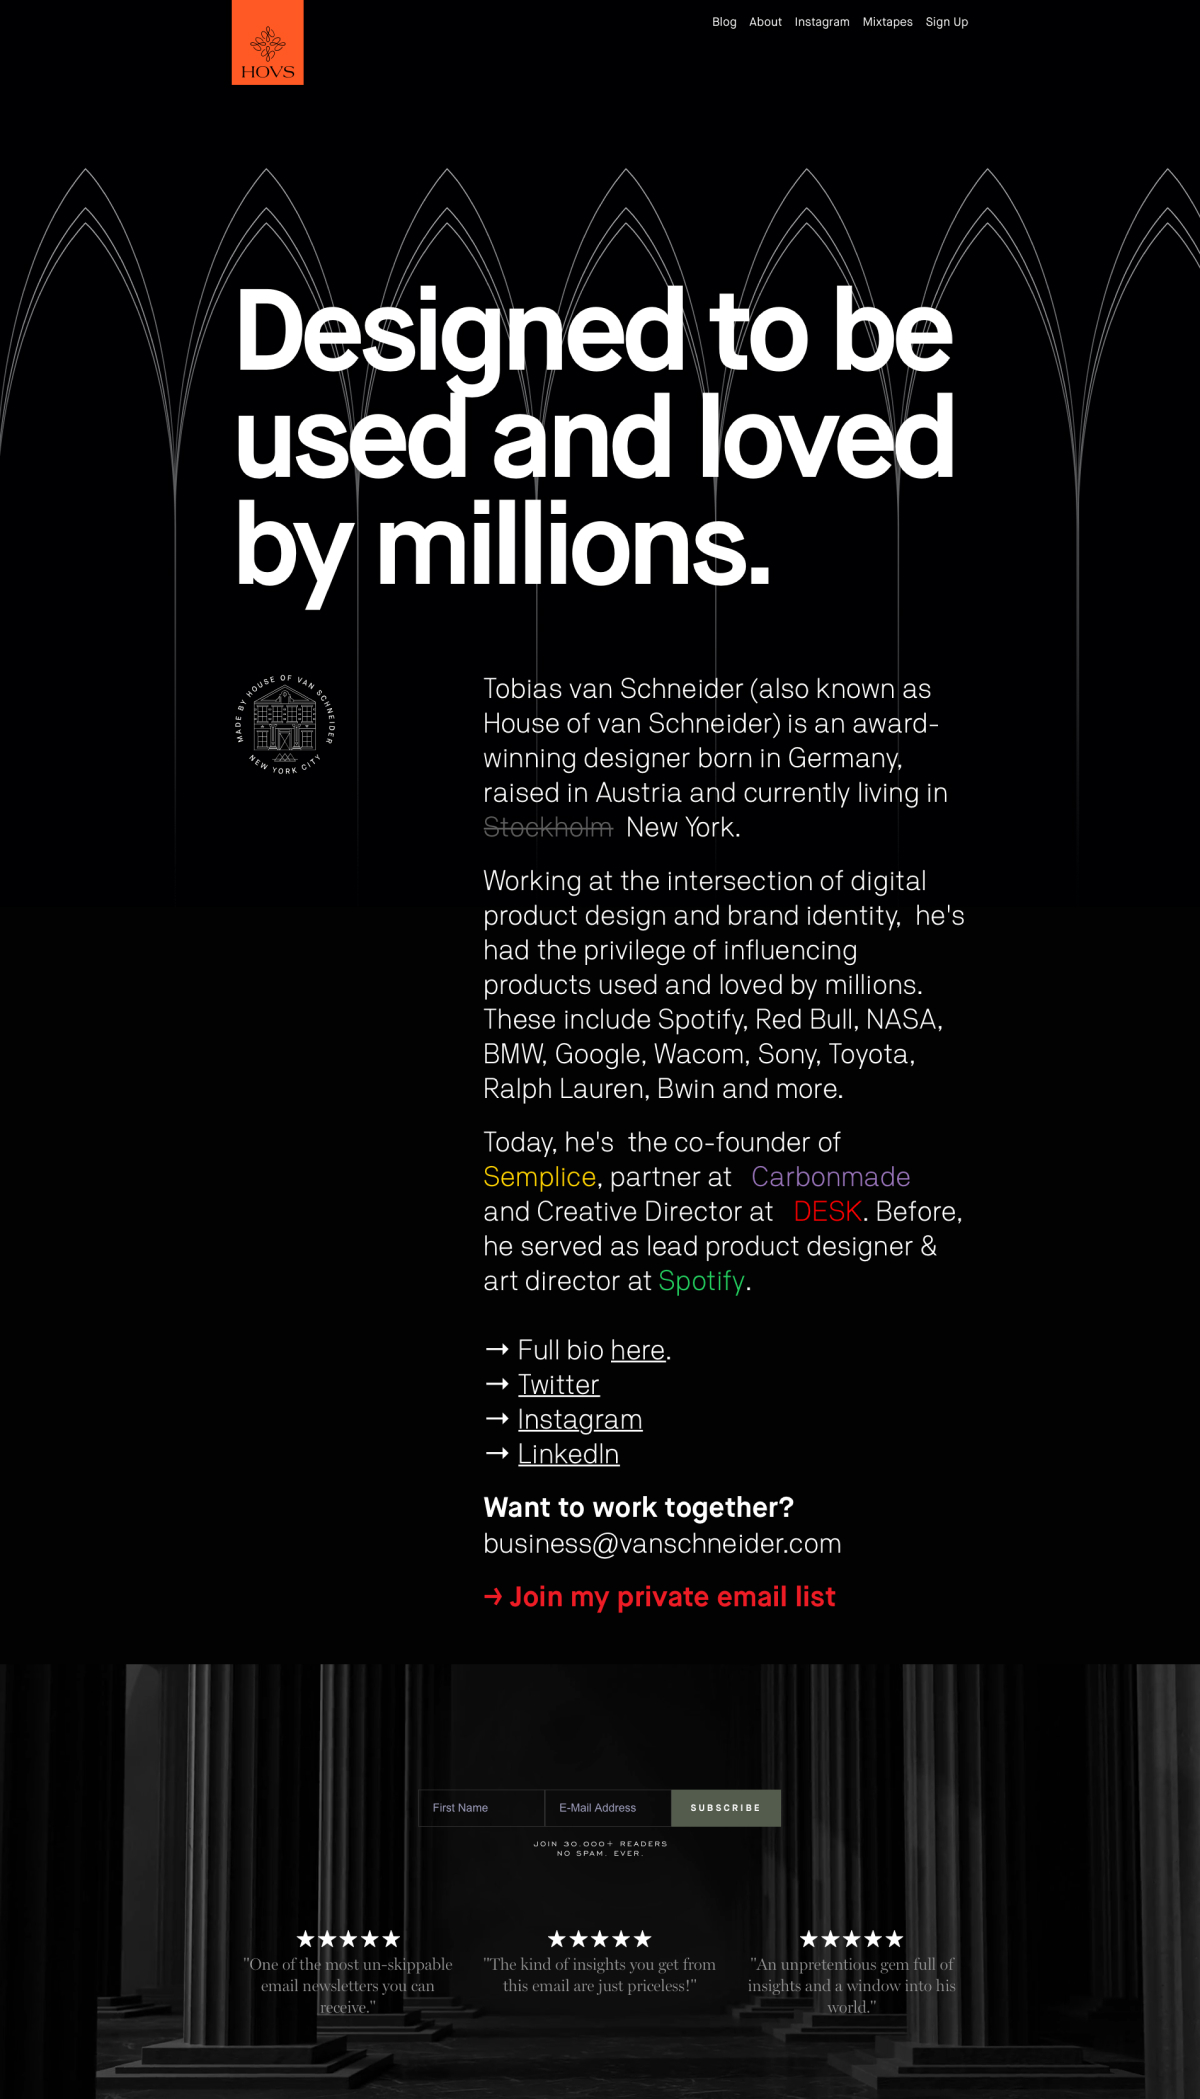 HOVS
Blog About Instagram Mixtapes Sign Up
Designed to be
used and loved
by millions.
MADE BY HOUSE OF VAN SCHNEIDER
NEW YORK CITY
Tobias van Schneider (also known as
House of van Schneider) is an award-
winning designer born in Germany,
raised in Austria and currently living in
Stockholm New York.
Working at the intersection of digital
product design and brand identity, he's
had the privilege of influencing
products used and loved by millions.
These include Spotify, Red Bull, NASA,
BMW, Google, Wacom, Sony, Toyota,
Ralph Lauren, Bwin and more.
Today, he's the co-founder of
Semplice, partner at Carbonmade
and Creative Director at DESK. Before,
he served as lead product designer &
art director at Spotify.
→ Full bio here.
→ Twitter
→ Instagram
→ LinkedIn
Want to work together?
business@vanschneider.com
→ Join my private email list
First Name E-Mail Address SUBSCRIBE
JOIN 30.000+ READERS
NO SPAM. EVER.
★★★★★ ★★★★★ ★★★★★
"One of the most un-skippable
email newsletters you can
receive."
"The kind of insights you get from
this email are just priceless!"
"An unpretentious gem full of
insights and a window into his
world."